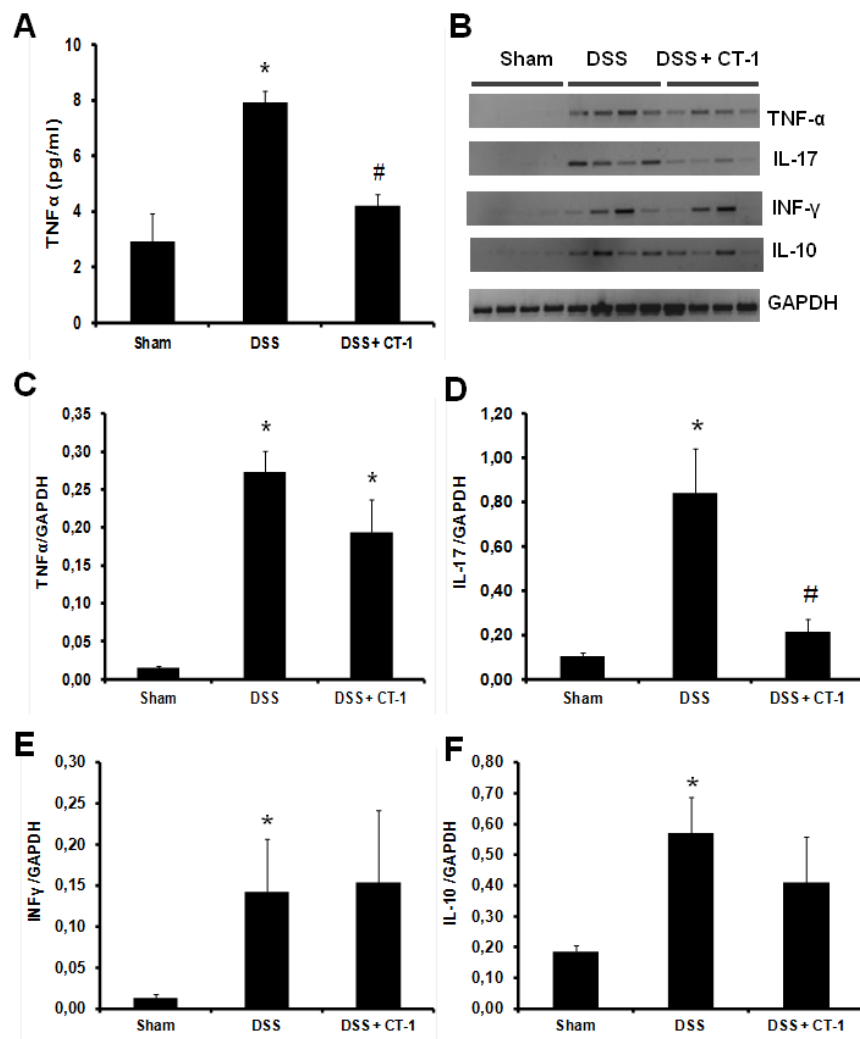 A
TNFα (pg/ml)
10
8
6
4
2
0
*
#
Sham DSS DSS + CT-1
B
Sham DSS DSS + CT-1
TNF-α
IL-17
INF-γ
IL-10
GAPDH
C
TNFα/GAPDH
0,35
0,30
0,25
0,20
0,15
0,10
0,05
0,00
*
*
Sham DSS DSS + CT-1
D
IL-17 /GAPDH
1,20
1,00
0,80
0,60
0,40
0,20
0,00
*
#
Sham DSS DSS + CT-1
E
INFγ /GAPDH
0,30
0,25
0,20
0,15
0,10
0,05
0,00
*
Sham DSS DSS + CT-1
F
IL-10 /GAPDH
0,80
0,70
0,60
0,50
0,40
0,30
0,20
0,10
0,00
*
Sham DSS DSS + CT-1